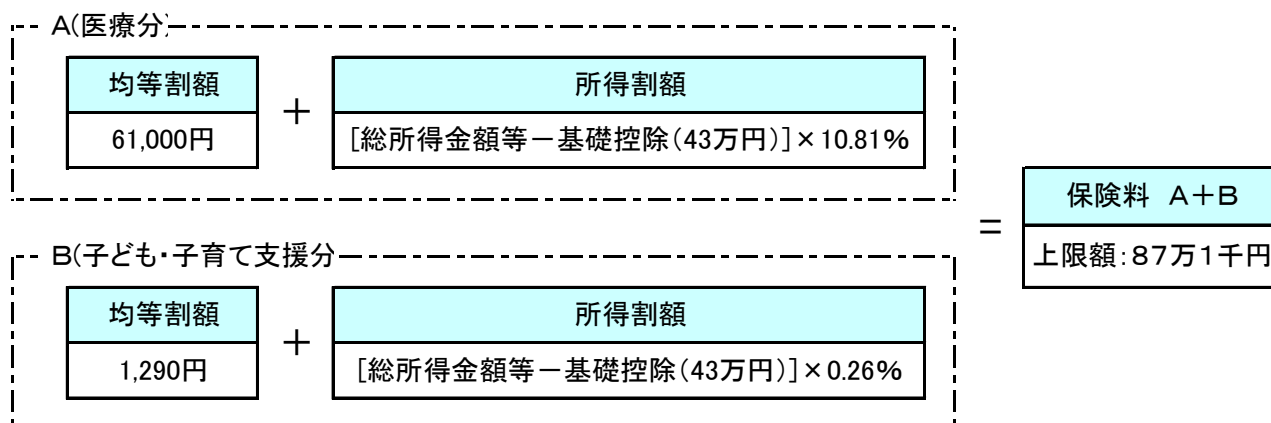 A(医療分)
均等割額
61,000円
＋
所得割額
[総所得金額等－基礎控除(43万円)]×10.81%
B(子ども・子育て支援分
均等割額
1,290円
＋
所得割額
[総所得金額等－基礎控除(43万円)]×0.26%
＝
保険料　A＋B
上限額：87万1千円